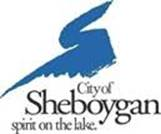 City of
Sheboygan
spirit on the lake.